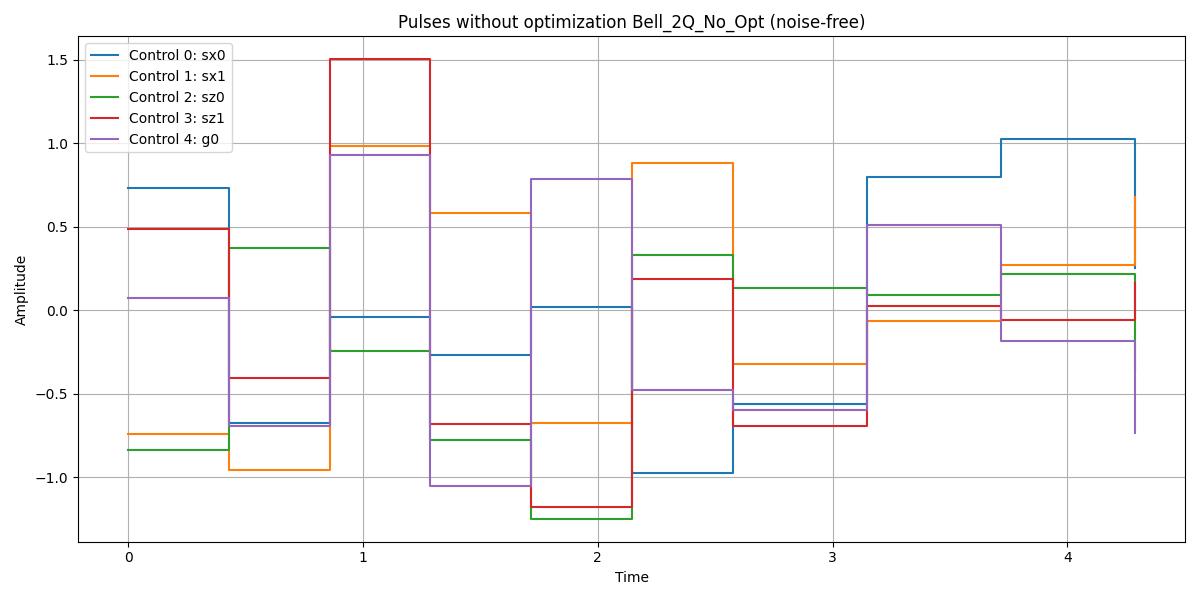 Pulses without optimization Bell_2Q_No_Opt (noise-free)
Control 0: sx0
Control 1: sx1
Control 2: sz0
Control 3: sz1
Control 4: g0
Amplitude
1.5
1.0
0.5
0.0
−0.5
−1.0
0 1 2 3 4
Time